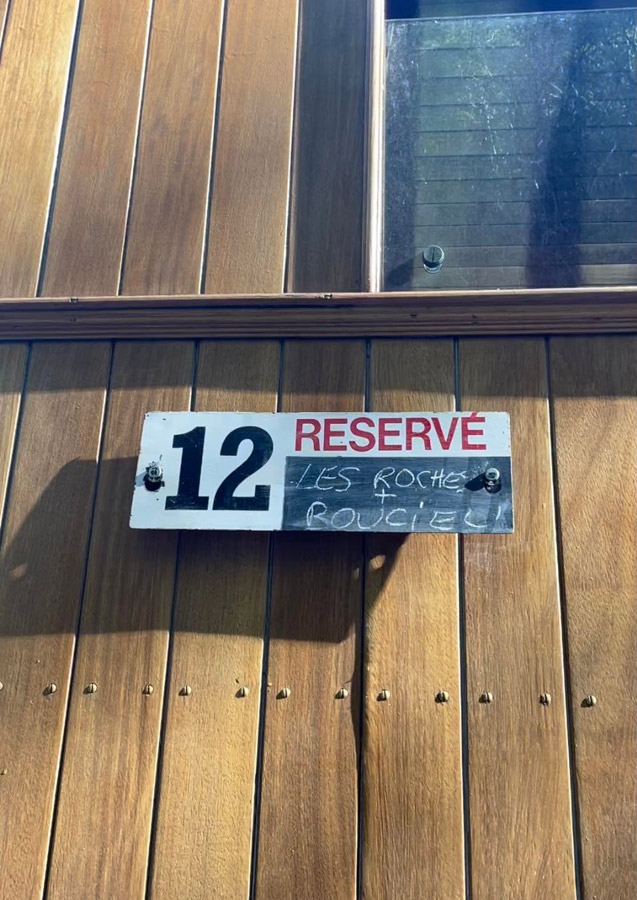 12
RESERVÉ
LES ROCHES
+
ROUCIEL